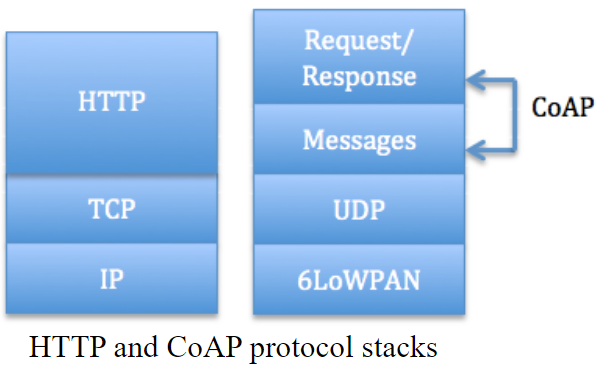 HTTP
TCP
IP
Request/
Response
Messages
UDP
6LoWPAN
CoAP
HTTP and CoAP protocol stacks